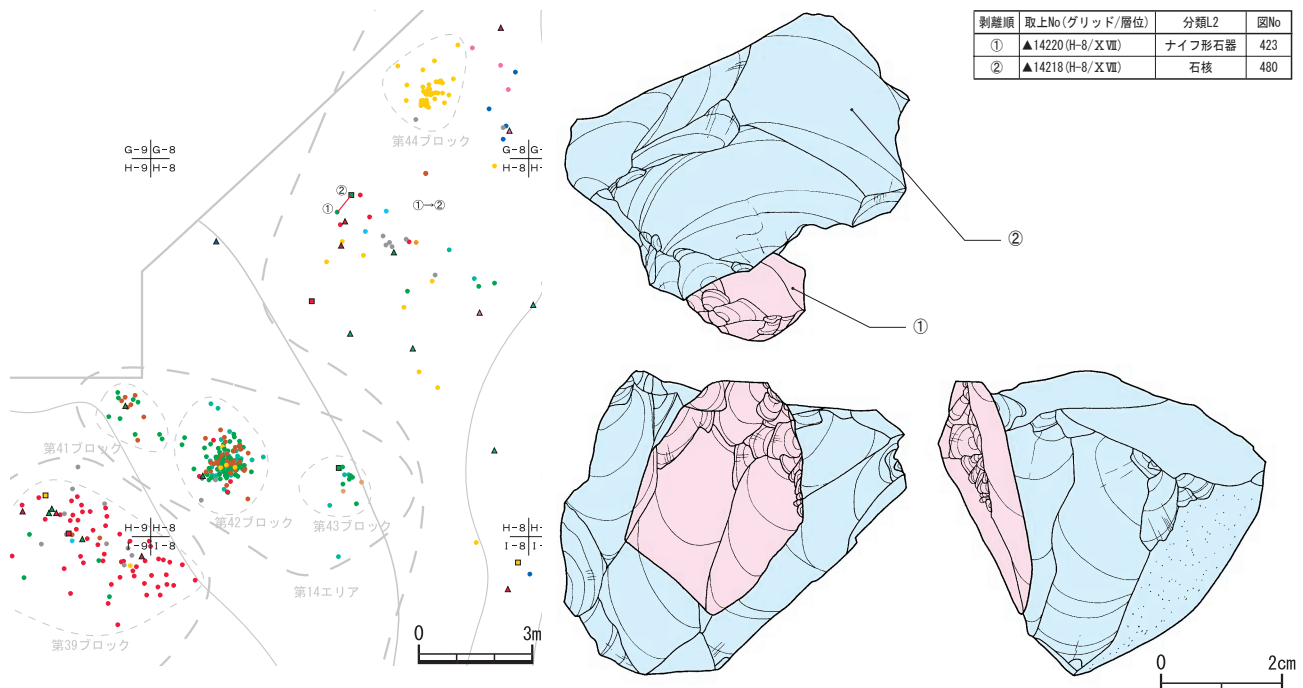 剥離順 取上No(グリッド/層位) 分類L2 図No
① ▲14220(H-8/ⅩⅦ) ナイフ形石器 423
② ▲14218(H-8/ⅩⅦ) 石核 480
第44ブロック
G-9 G-8
H-9 H-8
G-8 G-
H-8 H-
②
①
①→②
②
①
第41ブロック
第42ブロック
第43ブロック
H-9 H-8
I-9 I-8
H-8 H-
I-8 I-
第14エリア
第39ブロック
0 3m
0 2cm